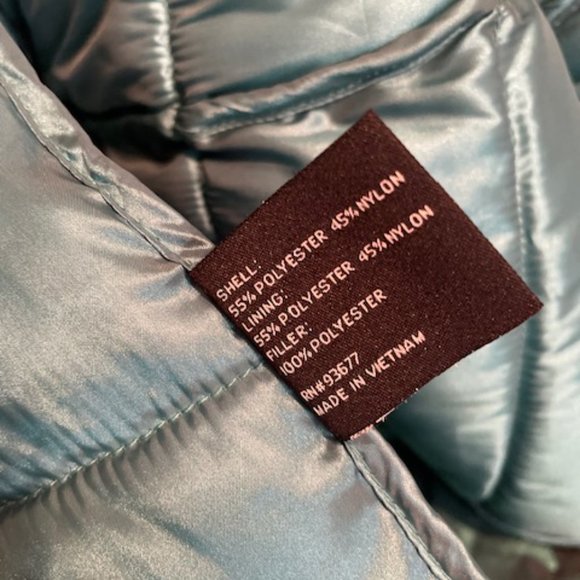 SHELL:
55% POLYESTER 45% NYLON
LINING:
55% POLYESTER 45% NYLON
FILLER:
100% POLYESTER
RN# 93677
MADE IN VIETNAM